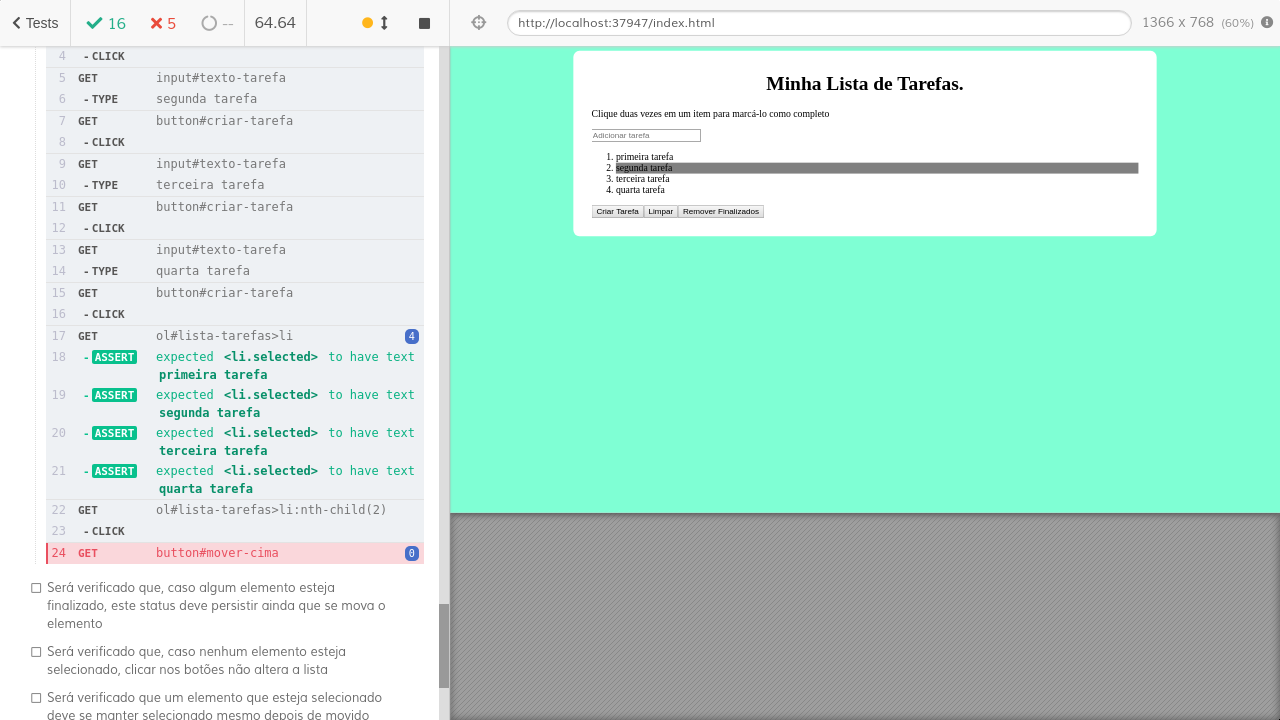 Tests 16 5 -- 64.64
http://localhost:37947/index.html 1366 x 768 (60%)
4 -CLICK
5 GET input#texto-tarefa
6 -TYPE segunda tarefa
7 GET button#criar-tarefa
8 -CLICK
9 GET input#texto-tarefa
10 -TYPE terceira tarefa
11 GET button#criar-tarefa
12 -CLICK
13 GET input#texto-tarefa
14 -TYPE quarta tarefa
15 GET button#criar-tarefa
16 -CLICK
17 GET ol#lista-tarefas>li 4
18 -ASSERT expected <li.selected> to have text
primeira tarefa
19 -ASSERT expected <li.selected> to have text
segunda tarefa
20 -ASSERT expected <li.selected> to have text
terceira tarefa
21 -ASSERT expected <li.selected> to have text
quarta tarefa
22 GET ol#lista-tarefas>li:nth-child(2)
23 -CLICK
24 GET button#mover-cima 0
Será verificado que, caso algum elemento esteja
finalizado, este status deve persistir ainda que se mova o
elemento
Será verificado que, caso nenhum elemento esteja
selecionado, clicar nos botões não altera a lista
Será verificado que um elemento que esteja selecionado
deve se manter selecionado mesmo depois de movido
Minha Lista de Tarefas.
Clique duas vezes em um item para marcá-lo como completo
Adicionar tarefa
1. primeira tarefa
2. segunda tarefa
3. terceira tarefa
4. quarta tarefa
Criar Tarefa Limpar Remover Finalizados